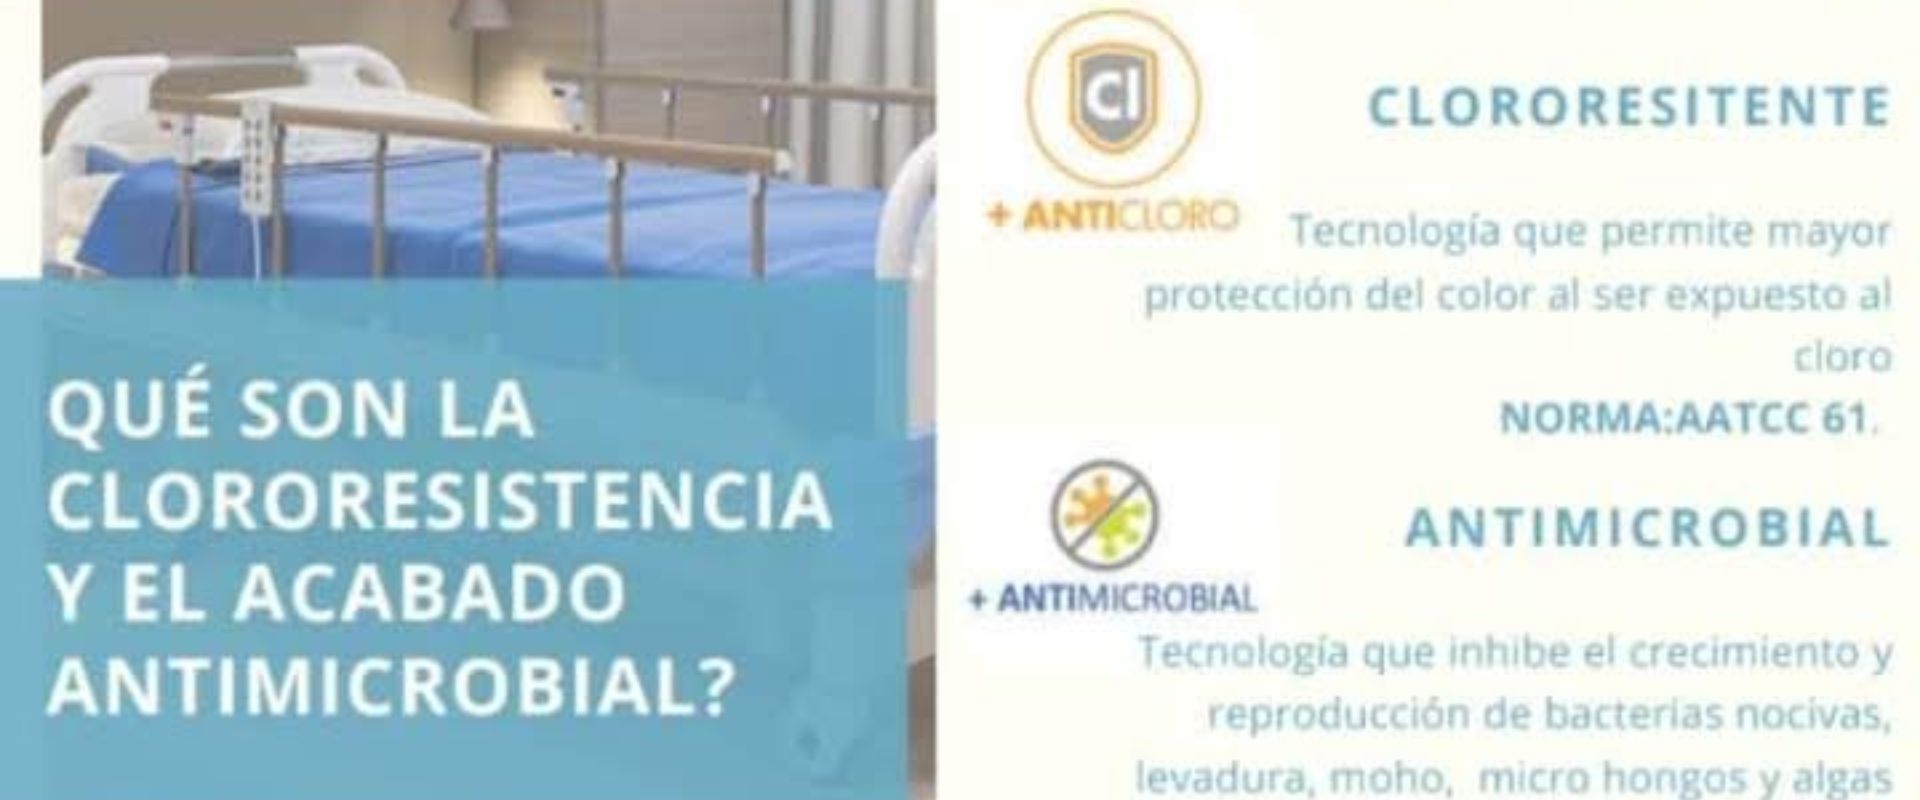 QUÉ SON LA
CLORORESISTENCIA
Y EL ACABADO
ANTIMICROBIAL?
Cl
+ ANTICLORO
CLORORESITENTE
Tecnología que permite mayor
protección del color al ser expuesto al
cloro
NORMA:AATCC 61.
+ ANTIMICROBIAL
ANTIMICROBIAL
Tecnología que inhibe el crecimiento y
reproducción de bacterias nocivas,
levadura, moho, micro hongos y algas